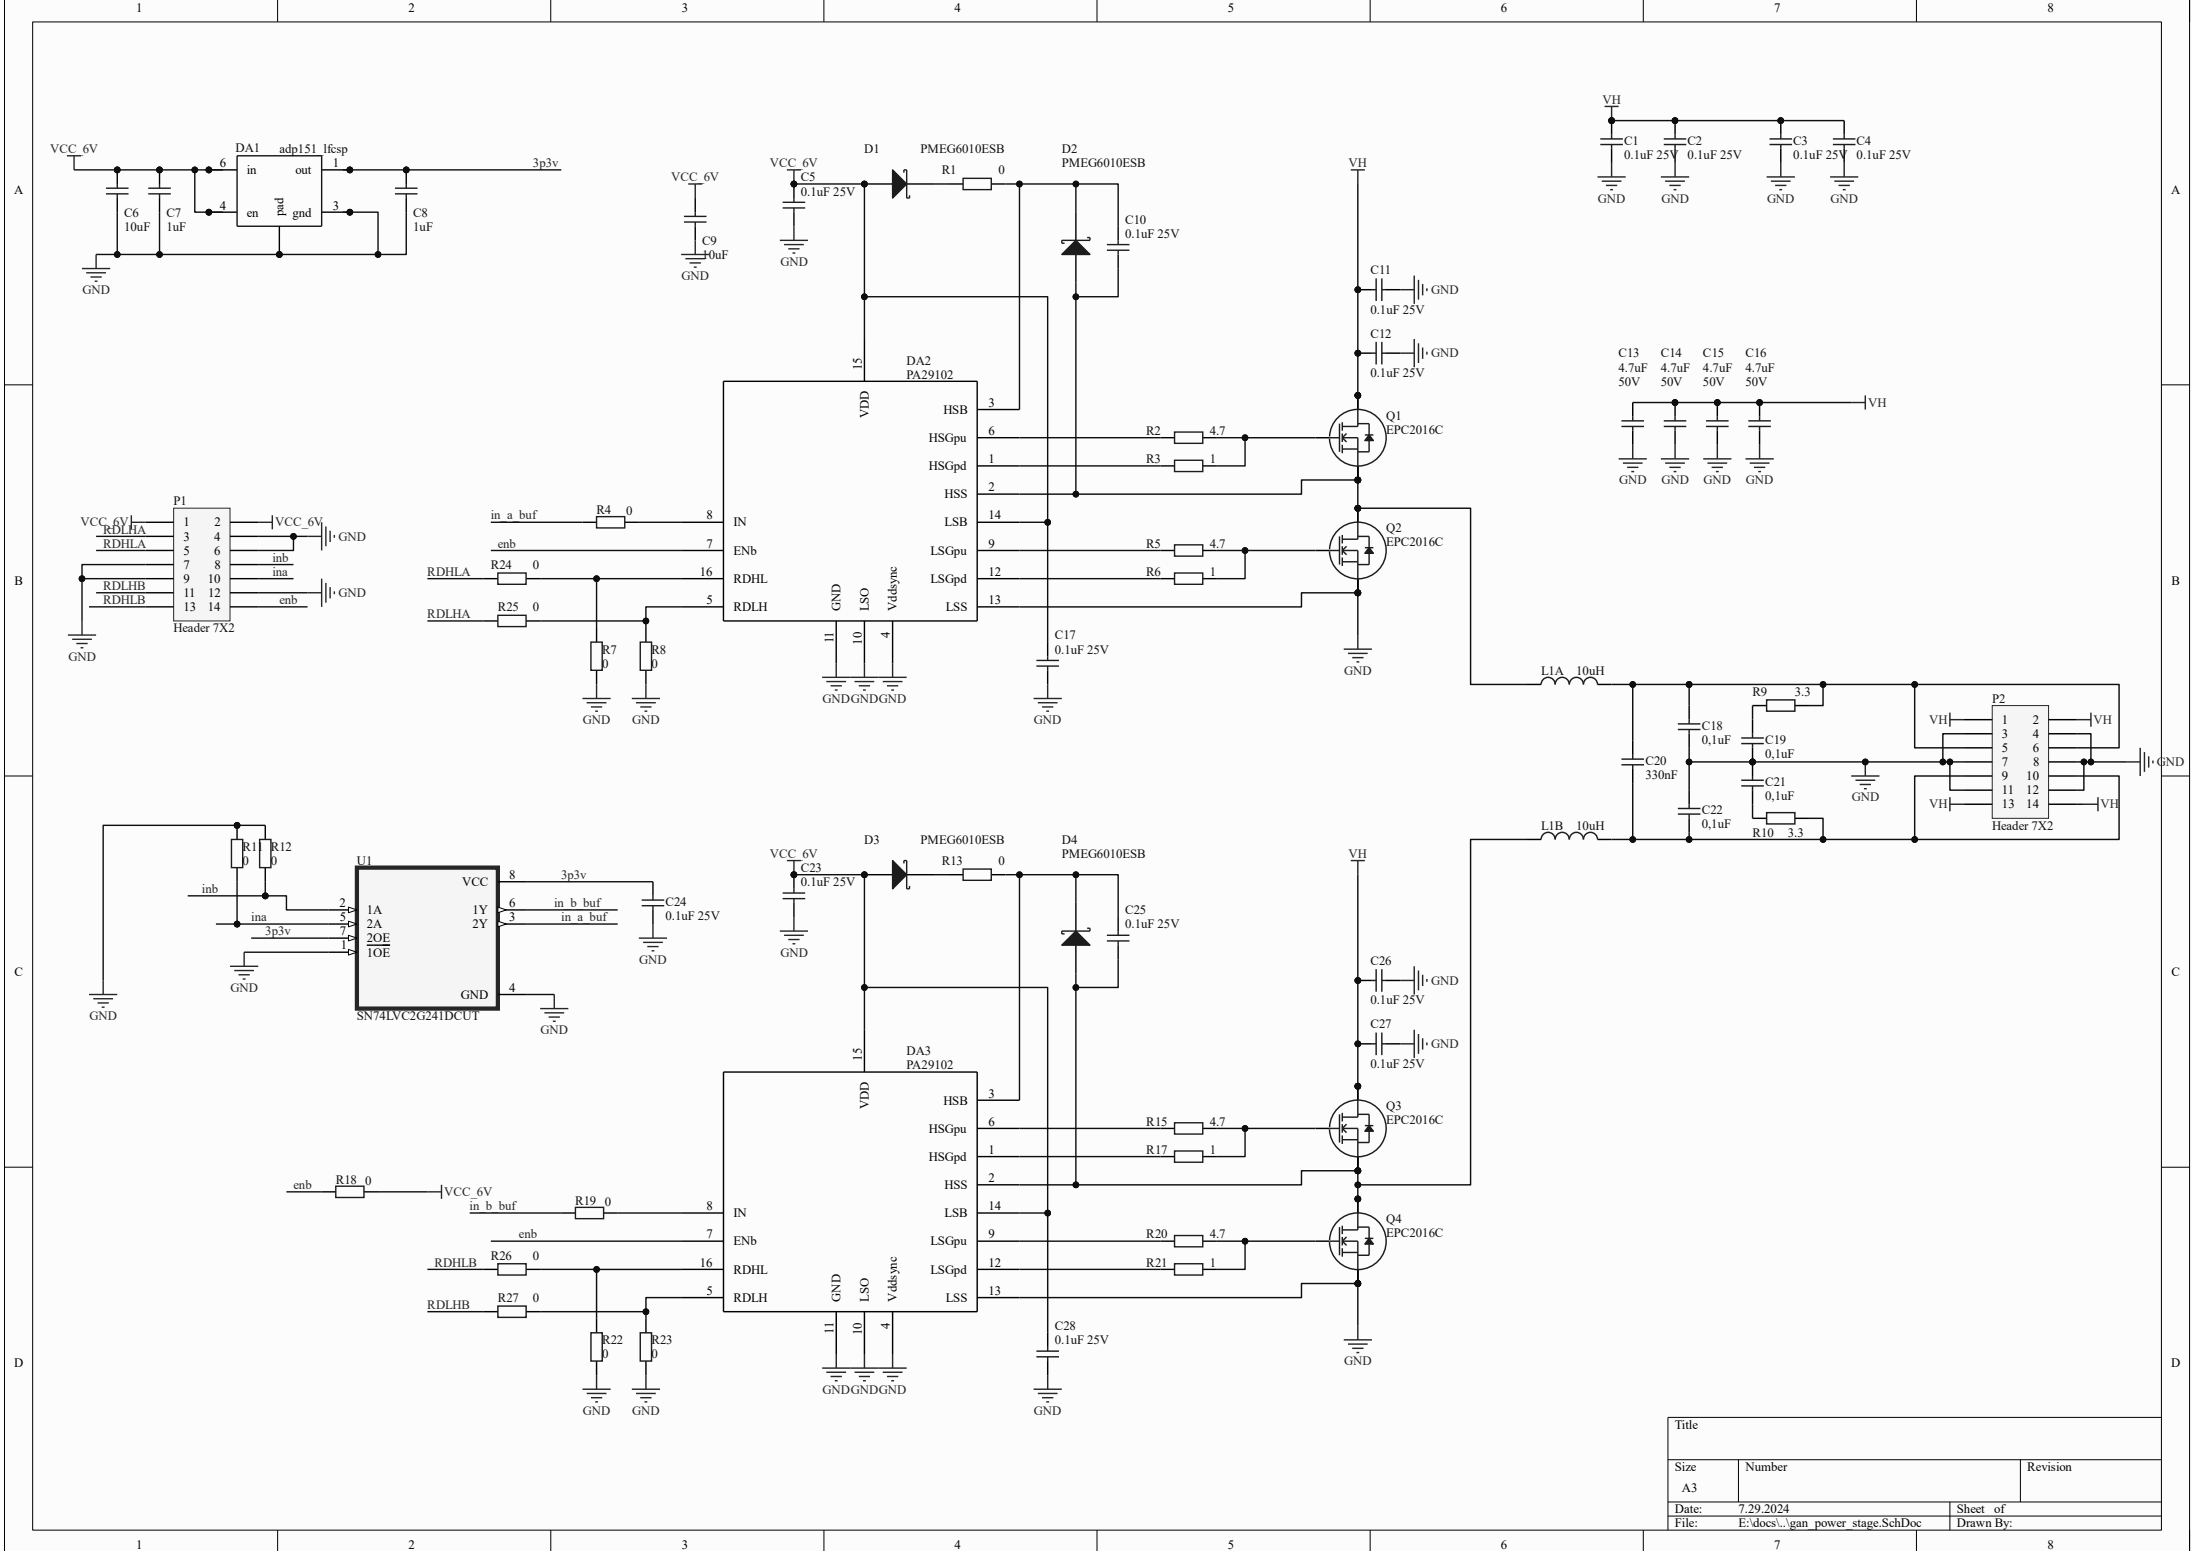 1 2 3 4 5 6 7 8
A A
B B
C C
D D
VCC_6V
DA1 adp151_lfcsp
6 in out 1 3p3v
4 en pad gnd 3
C6
10uF
C7
1uF
C8
1uF
GND
VCC_6V
C9
10uF
GND
VCC_6V
C5
0.1uF 25V
GND
D1 PMEG6010ESB
R1 0
D2
PMEG6010ESB
C10
0.1uF 25V
VH
C11
GND
0.1uF 25V
C12
GND
0.1uF 25V
VH
C1
0.1uF 25V
C2
0.1uF 25V
C3
0.1uF 25V
C4
0.1uF 25V
GND GND GND GND
C13 C14 C15 C16
4.7uF 4.7uF 4.7uF 4.7uF
50V 50V 50V 50V
VH
GND GND GND GND
DA2
PA29102
15 VDD
HSB 3
HSGpu 6
HSGpd 1
HSS 2
LSB 14
LSGpu 9
LSGpd 12
LSS 13
8 IN
7 ENb
16 RDHL
5 RDLH
GND LSO Vddsync
11 10 4
GND GND GND
in_a_buf R4 0
enb
RDHLA R24 0
RDLHA R25 0
R7
0
R8
0
GND GND
R2 4.7
R3 1
Q1
EPC2016C
R5 4.7
R6 1
Q2
EPC2016C
GND
C17
0.1uF 25V
GND
P1
VCC_6V 1 2 VCC_6V
RDLHA 3 4 GND
RDHLA 5 6
7 8 inb
9 10 ina
RDLHB 11 12 GND
RDHLB 13 14 enb
Header 7X2
GND
L1A 10uH
R9 3.3
C18
0,1uF
C19
0,1uF
C20
330nF
C21
0,1uF
C22
0,1uF
R10 3.3
L1B 10uH
GND
P2
VH 1 2 VH
3 4
5 6
7 8 GND
9 10
11 12
VH 13 14 VH
Header 7X2
R11
0
R12
0
inb
ina
3p3v
GND
GND
U1
VCC 8 3p3v
2 1A 1Y 6 in_b_buf
5 2A 2Y 3 in_a_buf
7 2OE
1 1OE
GND 4
SN74LVC2G241DCUT
GND
C24
0.1uF 25V
GND
VCC_6V
C23
0.1uF 25V
GND
D3 PMEG6010ESB
R13 0
D4
PMEG6010ESB
C25
0.1uF 25V
VH
C26
GND
0.1uF 25V
C27
GND
0.1uF 25V
DA3
PA29102
15 VDD
HSB 3
HSGpu 6
HSGpd 1
HSS 2
LSB 14
LSGpu 9
LSGpd 12
LSS 13
8 IN
7 ENb
16 RDHL
5 RDLH
GND LSO Vddsync
11 10 4
GND GND GND
enb R18 0 VCC_6V
in_b_buf R19 0
enb
RDHLB R26 0
RDLHB R27 0
R22
0
R23
0
GND GND
R15 4.7
R17 1
Q3
EPC2016C
R20 4.7
R21 1
Q4
EPC2016C
GND
C28
0.1uF 25V
GND
Title
Size Number Revision
A3
Date: 7.29.2024 Sheet of
File: E:\docs\..\gan_power_stage.SchDoc Drawn By:
1 2 3 4 5 6 7 8